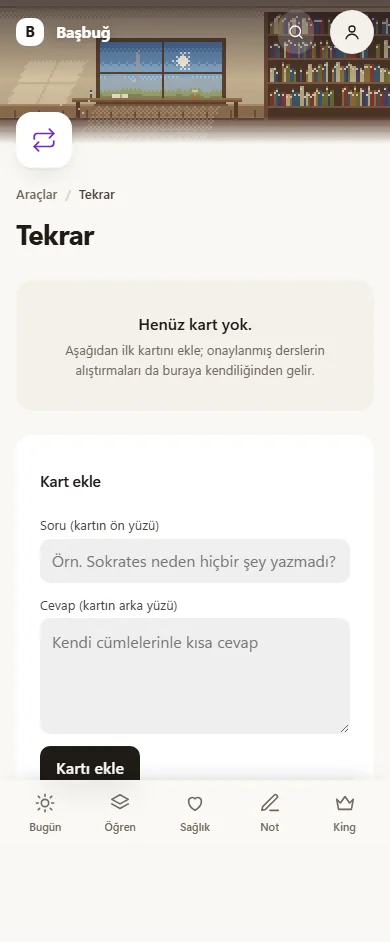 B Başbuğ
Araçlar / Tekrar
Tekrar
Henüz kart yok.
Aşağıdan ilk kartını ekle; onaylanmış derslerin
alıştırmaları da buraya kendiliğinden gelir.
Kart ekle
Soru (kartın ön yüzü)
Örn. Sokrates neden hiçbir şey yazmadı?
Cevap (kartın arka yüzü)
Kendi cümlelerinle kısa cevap
Kartı ekle
Bugün Öğren Sağlık Not King